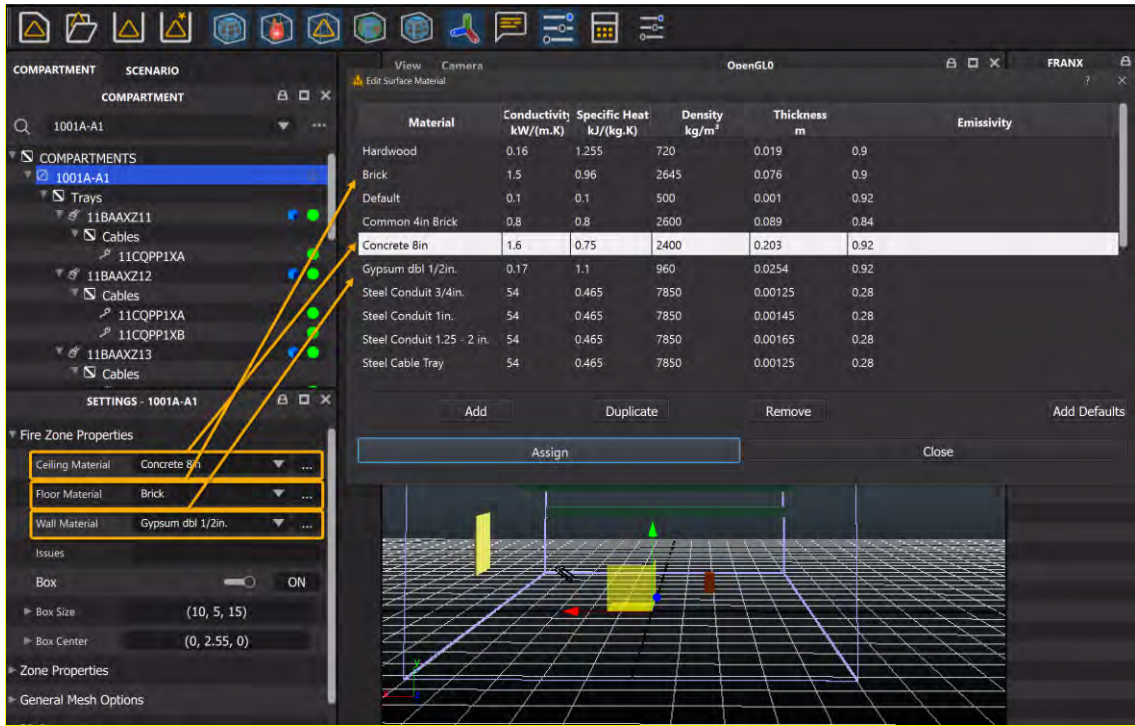 COMPARTMENT SCENARIO
COMPARTMENT
1001A-A1 ...
COMPARTMENTS
1001A-A1
Trays
11BAAXZ11
Cables
11CQPP1XA
11BAAXZ12
Cables
11CQPP1XA
11CQPP1XB
11BAAXZ13
Cables
SETTINGS - 1001A-A1
Fire Zone Properties
Ceiling Material Concrete 8in ...
Floor Material Brick ...
Wall Material Gypsum dbl 1/2in. ...
Issues
Box ON
Box Size (10, 5, 15)
Box Center (0, 2.55, 0)
Zone Properties
General Mesh Options
View Camera OpenGL0 FRANX
Edit Surface Material ? ×
Material Conductivity kW/(m.K) Specific Heat kJ/(kg.K) Density kg/m³ Thickness m Emissivity
Hardwood 0.16 1.255 720 0.019 0.9
Brick 1.5 0.96 2645 0.076 0.9
Default 0.1 0.1 500 0.001 0.92
Common 4in Brick 0.8 0.8 2600 0.089 0.84
Concrete 8in 1.6 0.75 2400 0.203 0.92
Gypsum dbl 1/2in. 0.17 1.1 960 0.0254 0.92
Steel Conduit 3/4in. 54 0.465 7850 0.00125 0.28
Steel Conduit 1in. 54 0.465 7850 0.00145 0.28
Steel Conduit 1.25 - 2 in. 54 0.465 7850 0.00165 0.28
Steel Cable Tray 54 0.465 7850 0.00125 0.28
Add Duplicate Remove Add Defaults
Assign Close
y